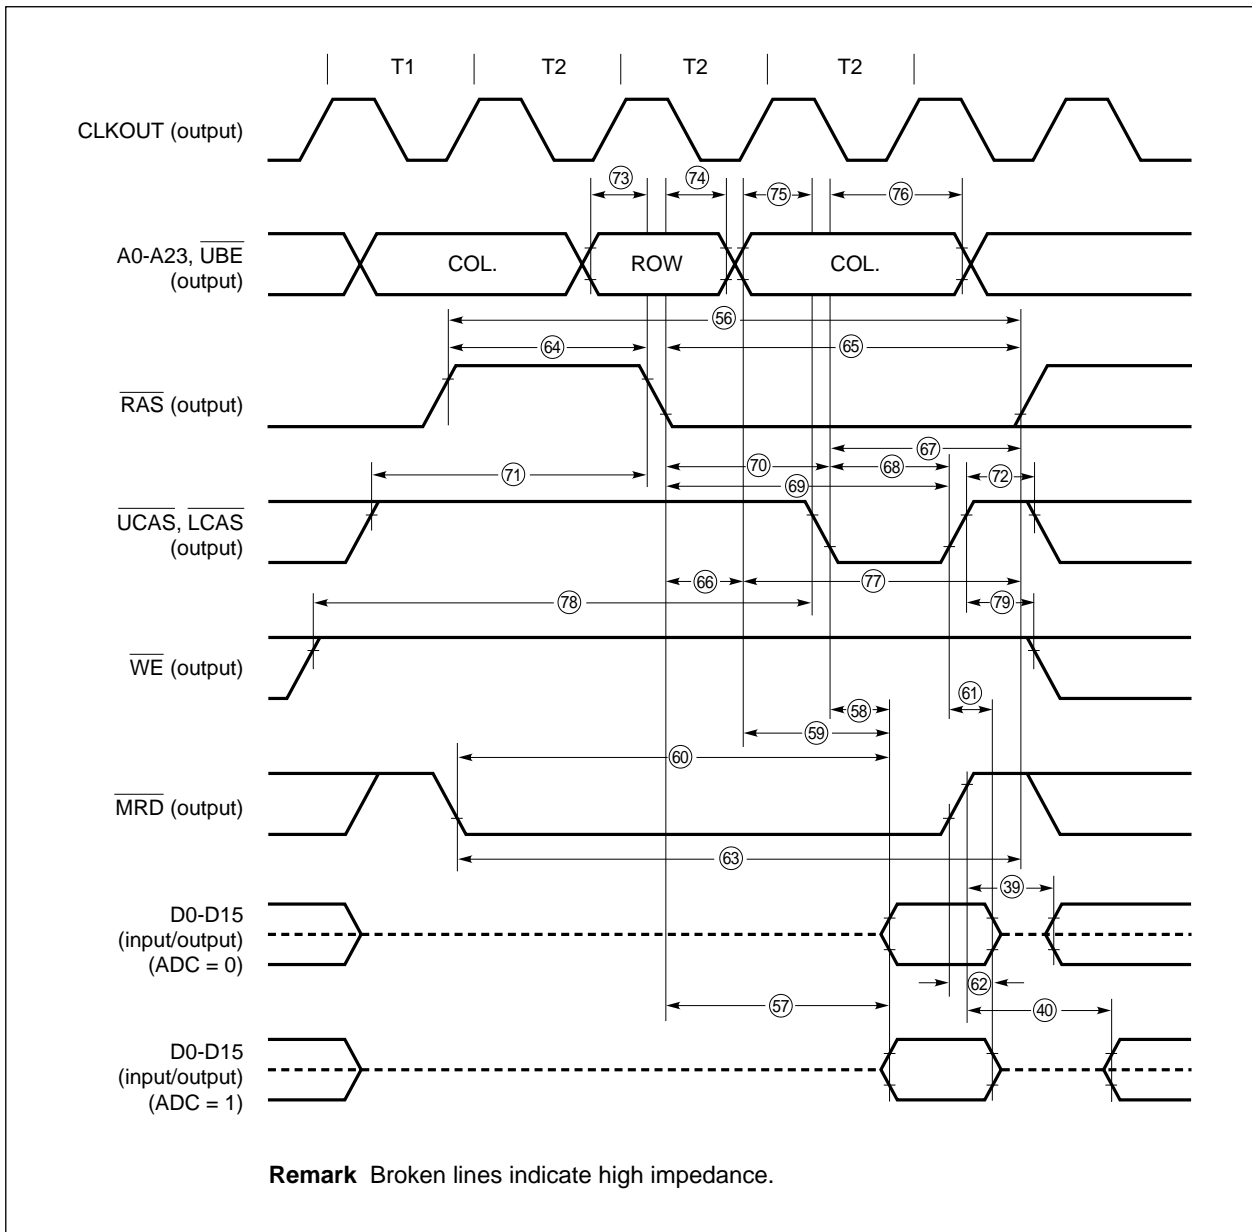 T1 T2 T2 T2
CLKOUT (output)
73 74 75 76
A0-A23, UBE
(output)
COL. ROW COL.
56
64 65
RAS (output)
67
70 68
71 72
69
UCAS, LCAS
(output)
66 77
78 79
WE (output)
61
58
59
60
MRD (output)
63
39
D0-D15
(input/output)
(ADC = 0)
62
57 40
D0-D15
(input/output)
(ADC = 1)
Remark Broken lines indicate high impedance.